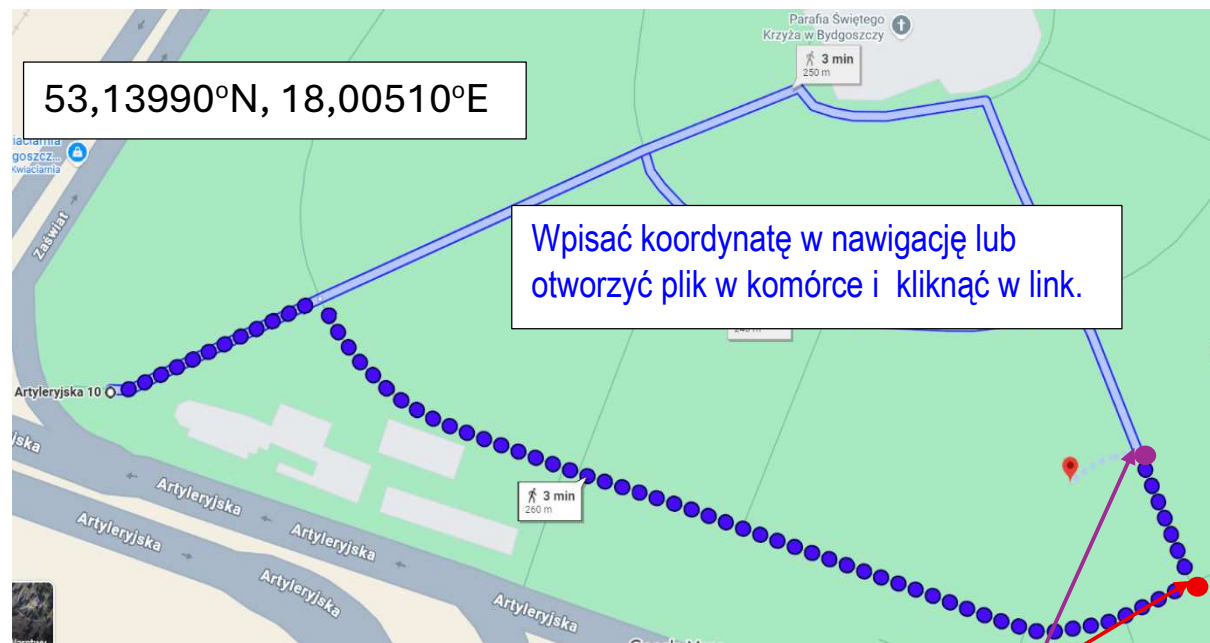 Parafia Świętego
Krzyża w Bydgoszczy
3 min
250 m
53,13990°N, 18,00510°E
Kwiaciarnia
Zaświat
Wpisać koordynatę w nawigację lub
otworzyć plik w komórce i kliknąć w link.
Artyleryjska 10
3 min
260 m
Artyleryjska
Artyleryjska
Artyleryjska
Artyleryjska
Artyleryjska